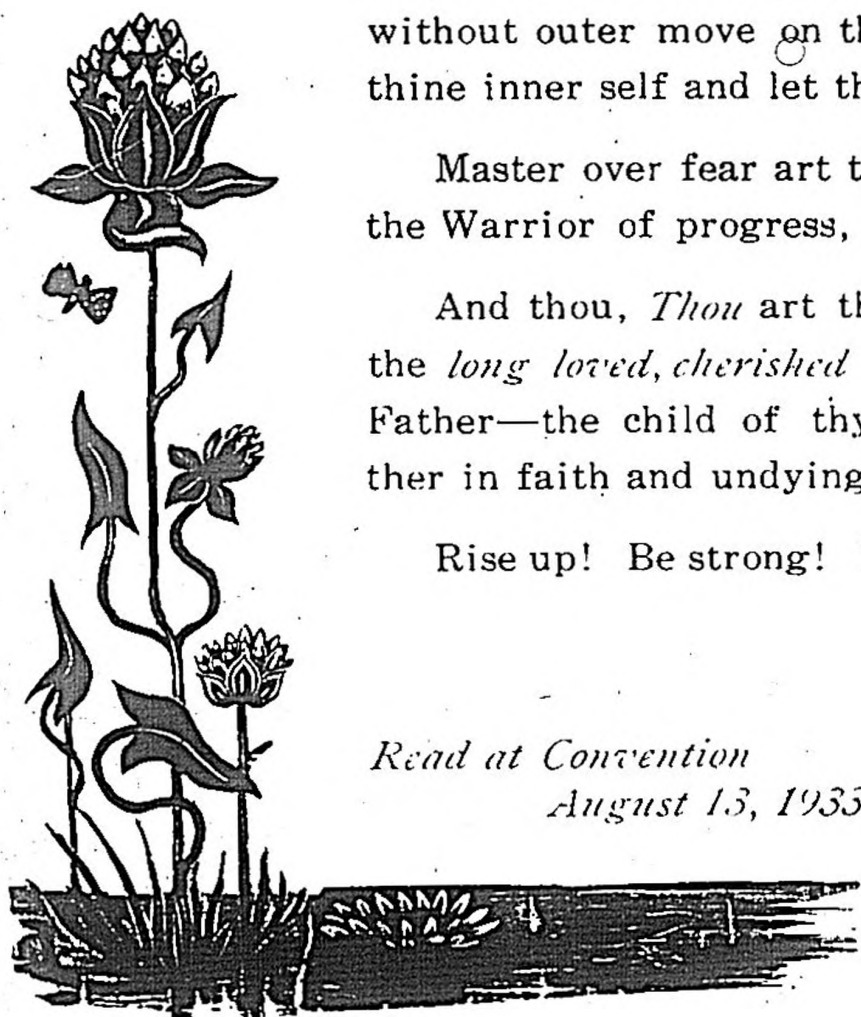 without outer move on th
thine inner self and let th
Master over fear art t
the Warrior of progress,
And thou, Thou art th
the long loved, cherished
Father—the child of thy
ther in faith and undying
Rise up! Be strong!
Read at Convention
August 13, 1933